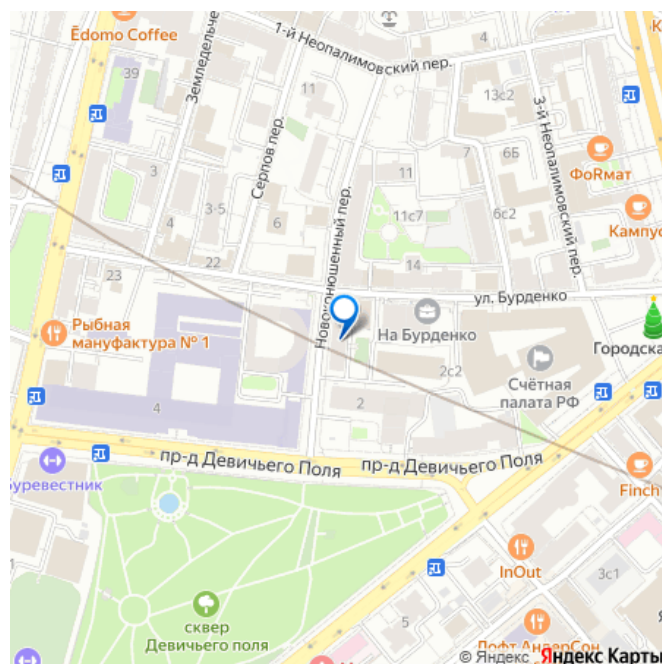 Ēdomo Coffee
1-й Неопалимовский пер.
4
39
Земледельче
11
13с2
3-й Неопалимовский пер.
ФоRмат
Серпов пер.
7
6Б
3
11
Новоконюшенный пер.
3-5
4
6
11с7
6с2
Кампус
22
14
23
ул. Бурденко
Рыбная
мануфактура № 1
На Бурденко
Городска
2с2
Счётная
палата РФ
4
2
пр-д Девичьего Поля
пр-д Девичьего Поля
Буревестник
Finch
InOut
3с1
сквер
Девичьего поля
Лофт АндерСон
© Яндекс Яндекс Карты